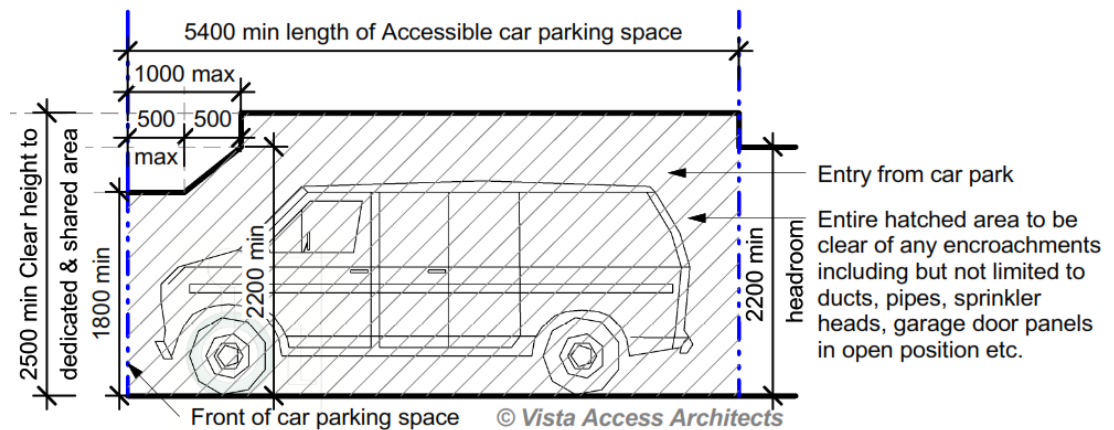 5400 min length of Accessible car parking space
1000 max
500 500
max
2500 min Clear height to
dedicated & shared area
1800 min
2200 min
2200 min
headroom
Entry from car park
Entire hatched area to be
clear of any encroachments
including but not limited to
ducts, pipes, sprinkler
heads, garage door panels
in open position etc.
Front of car parking space
© Vista Access Architects